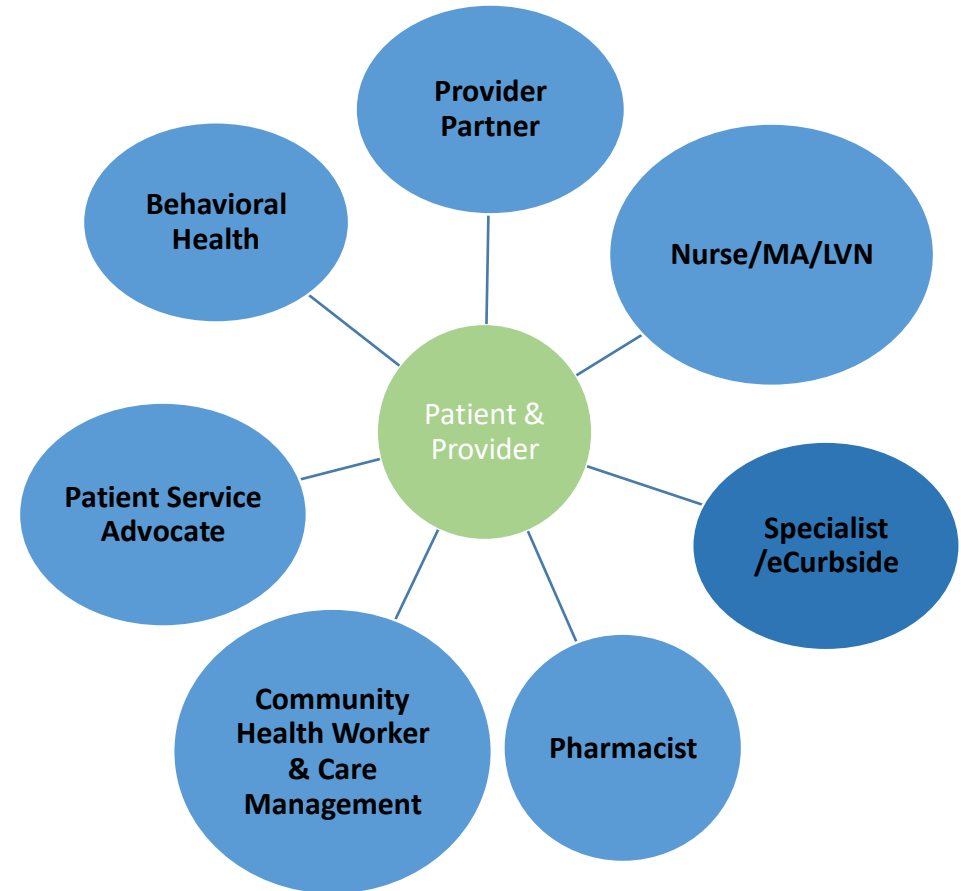 Provider
Partner
Behavioral
Health
Nurse/MA/LVN
Patient &
Provider
Patient Service
Advocate
Specialist
/eCurbside
Community
Health Worker
& Care
Management
Pharmacist